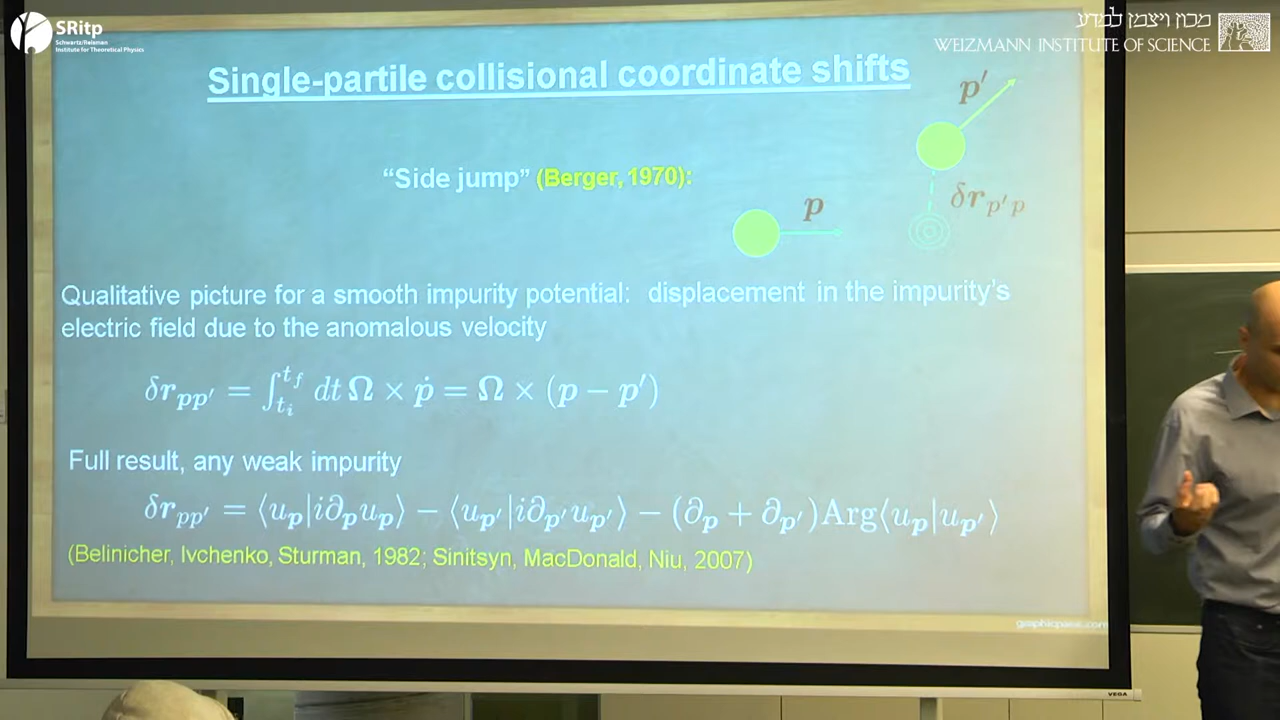 SRitp
Schwartz/Reisman
Institute for Theoretical Physics
מכון ויצמן למדע
WEIZMANN INSTITUTE OF SCIENCE
Single-partile collisional coordinate shifts
p′
"Side jump" (Berger, 1970):
p
δr_{p′p}
Qualitative picture for a smooth impurity potential: displacement in the impurity's
electric field due to the anomalous velocity
δr_{pp′} = ∫_{t_i}^{t_f} dt Ω × ṗ = Ω × (p − p′)
Full result, any weak impurity
δr_{pp′} = ⟨u_p|i∂_p u_p⟩ − ⟨u_{p′}|i∂_{p′} u_{p′}⟩ − (∂_p + ∂_{p′})Arg⟨u_p|u_{p′}⟩
(Belinicher, Ivchenko, Sturman, 1982; Sinitsyn, MacDonald, Niu, 2007)
VEGA